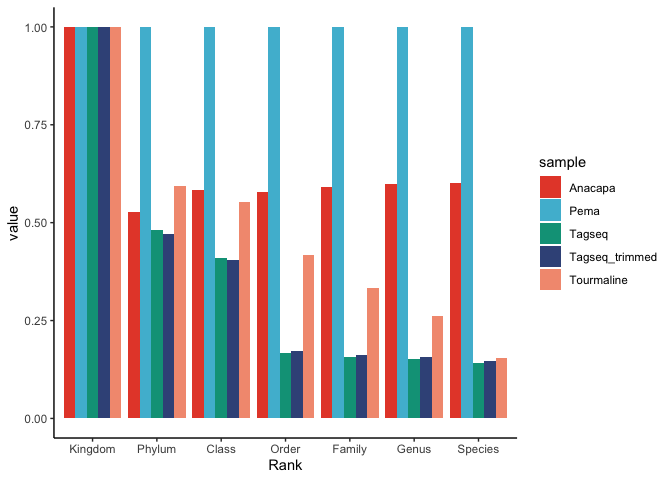 1.00
0.75
0.50
0.25
0.00
value
Kingdom Phylum Class Order Family Genus Species
Rank
sample
Anacapa
Pema
Tagseq
Tagseq_trimmed
Tourmaline